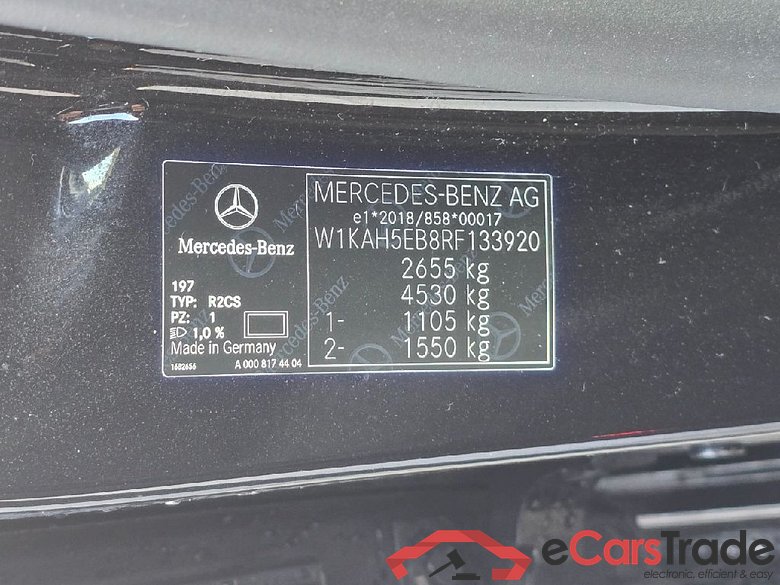 Mercedes-Benz
197
TYP: R2CS
PZ: 1
1,0 %
Made in Germany
1682656
A 000 817 44 04
MERCEDES-BENZ AG
e1*2018/858*00017
W1KAH5EB8RF133920
2655 kg
4530 kg
1- 1105 kg
2- 1550 kg
eCarsTrade
electronic, efficient & easy